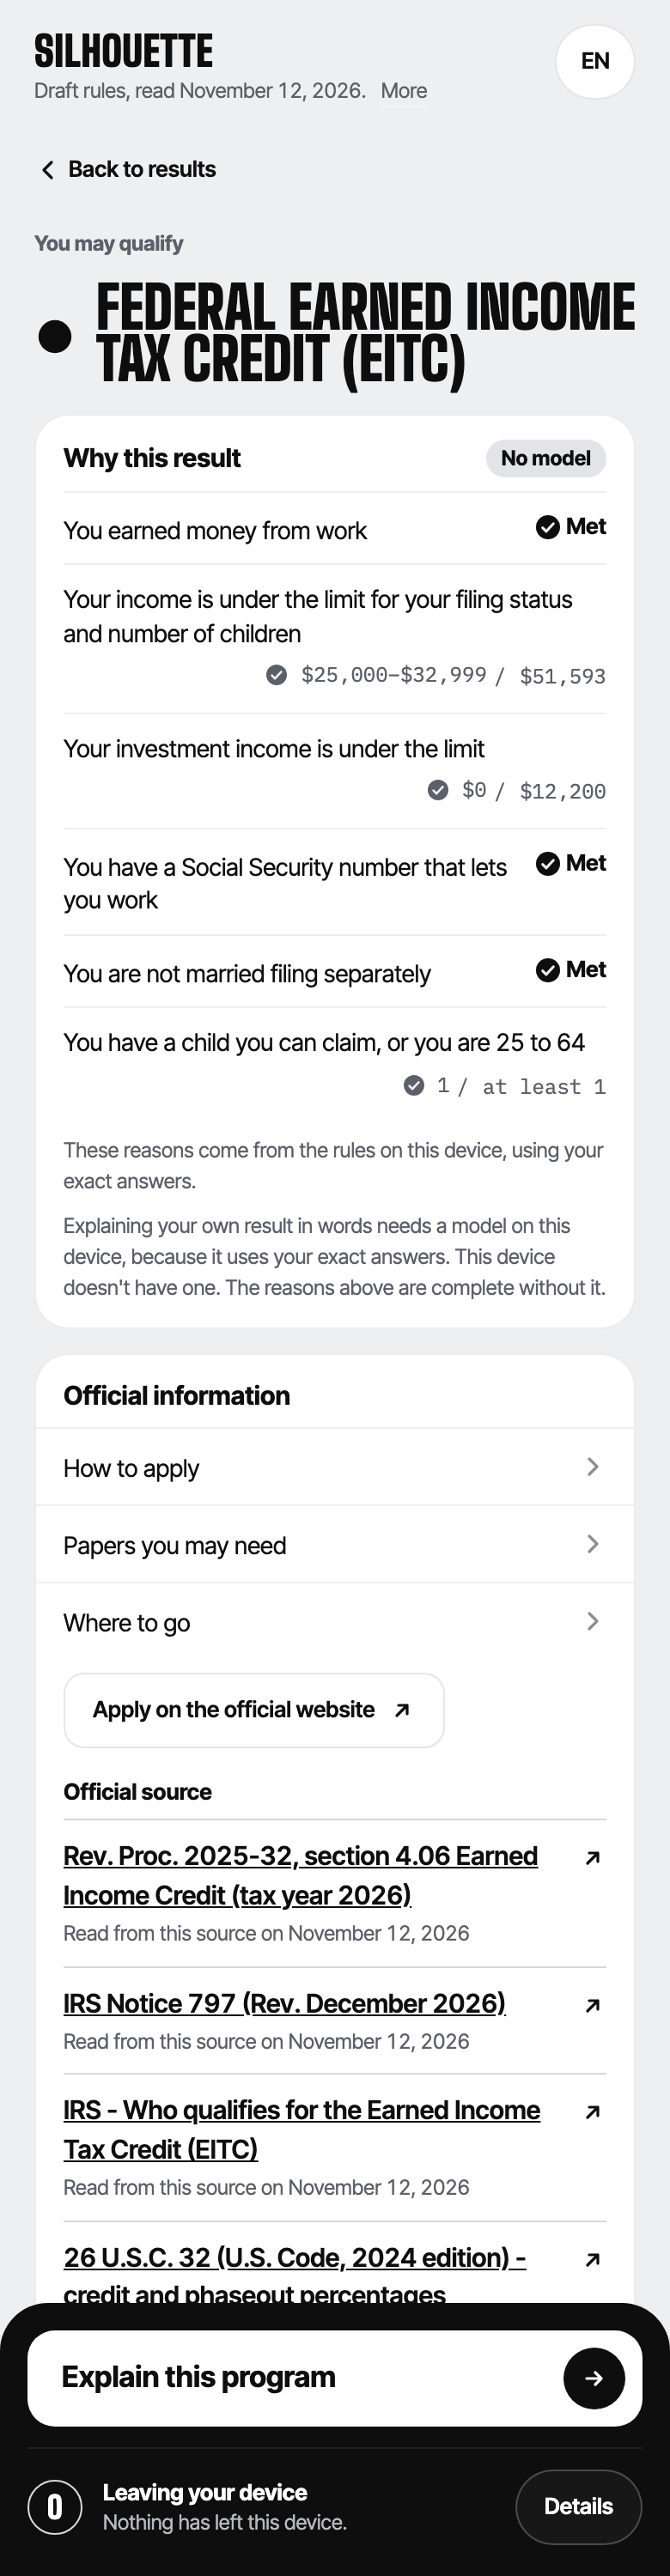 SILHOUETTE
Draft rules, read November 12, 2026. More
EN
Back to results
You may qualify
FEDERAL EARNED INCOME
TAX CREDIT (EITC)
Why this result
No model
You earned money from work
Met
Your income is under the limit for your filing status
and number of children
$25,000–$32,999 / $51,593
Your investment income is under the limit
$0 / $12,200
You have a Social Security number that lets
you work
Met
You are not married filing separately
Met
You have a child you can claim, or you are 25 to 64
1 / at least 1
These reasons come from the rules on this device, using your
exact answers.
Explaining your own result in words needs a model on this
device, because it uses your exact answers. This device
doesn't have one. The reasons above are complete without it.
Official information
How to apply
Papers you may need
Where to go
Apply on the official website
Official source
Rev. Proc. 2025-32, section 4.06 Earned
Income Credit (tax year 2026)
Read from this source on November 12, 2026
IRS Notice 797 (Rev. December 2026)
Read from this source on November 12, 2026
IRS - Who qualifies for the Earned Income
Tax Credit (EITC)
Read from this source on November 12, 2026
26 U.S.C. 32 (U.S. Code, 2024 edition) -
credit and phaseout percentages
Explain this program
0
Leaving your device
Nothing has left this device.
Details